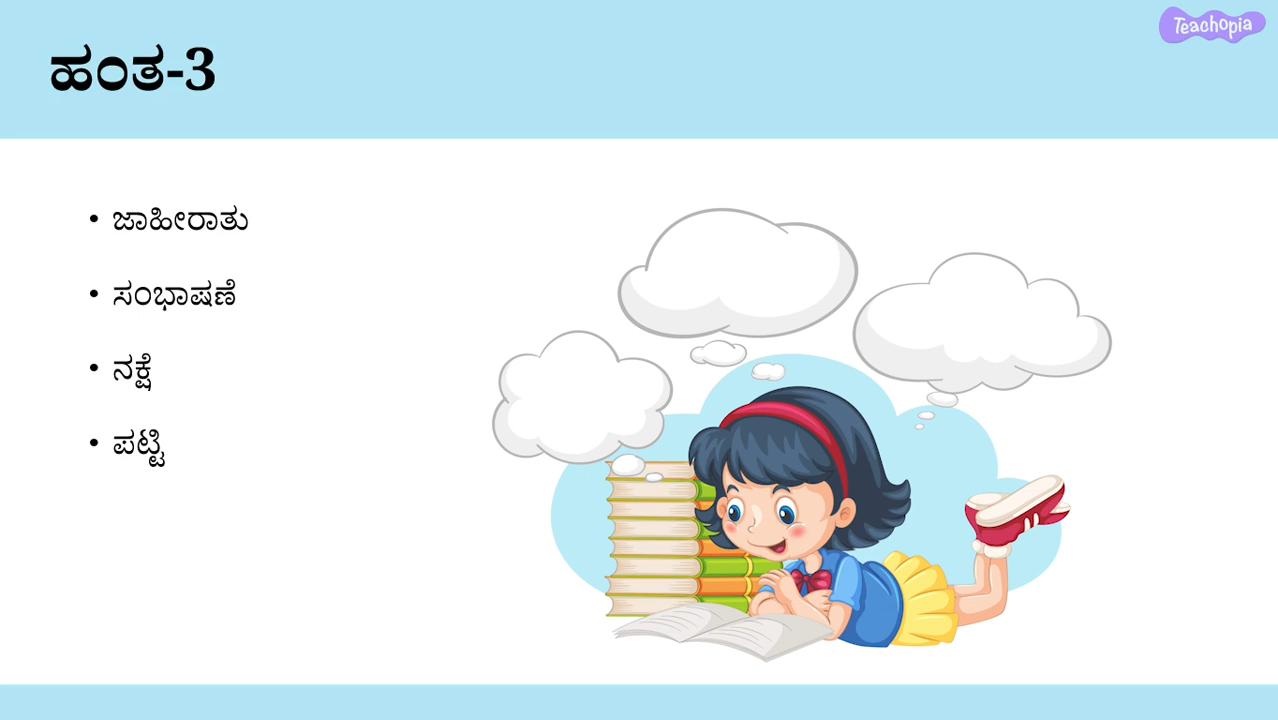 Teachopia
ಹಂತ-3
• ಜಾಹೀರಾತು
• ಸಂಭಾಷಣೆ
• ನಕ್ಷೆ
• ಪಟ್ಟಿ